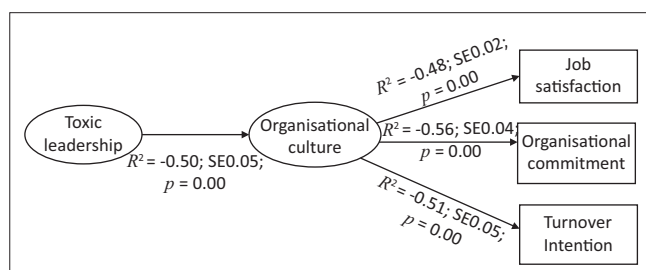 Toxic
leadership
R² = -0.50; SE0.05;
p = 0.00
Organisational
culture
R² = -0.48; SE0.02;
p = 0.00
Job
satisfaction
R² = -0.56; SE0.04;
p = 0.00
Organisational
commitment
R² = -0.51; SE0.05;
p = 0.00
Turnover
Intention